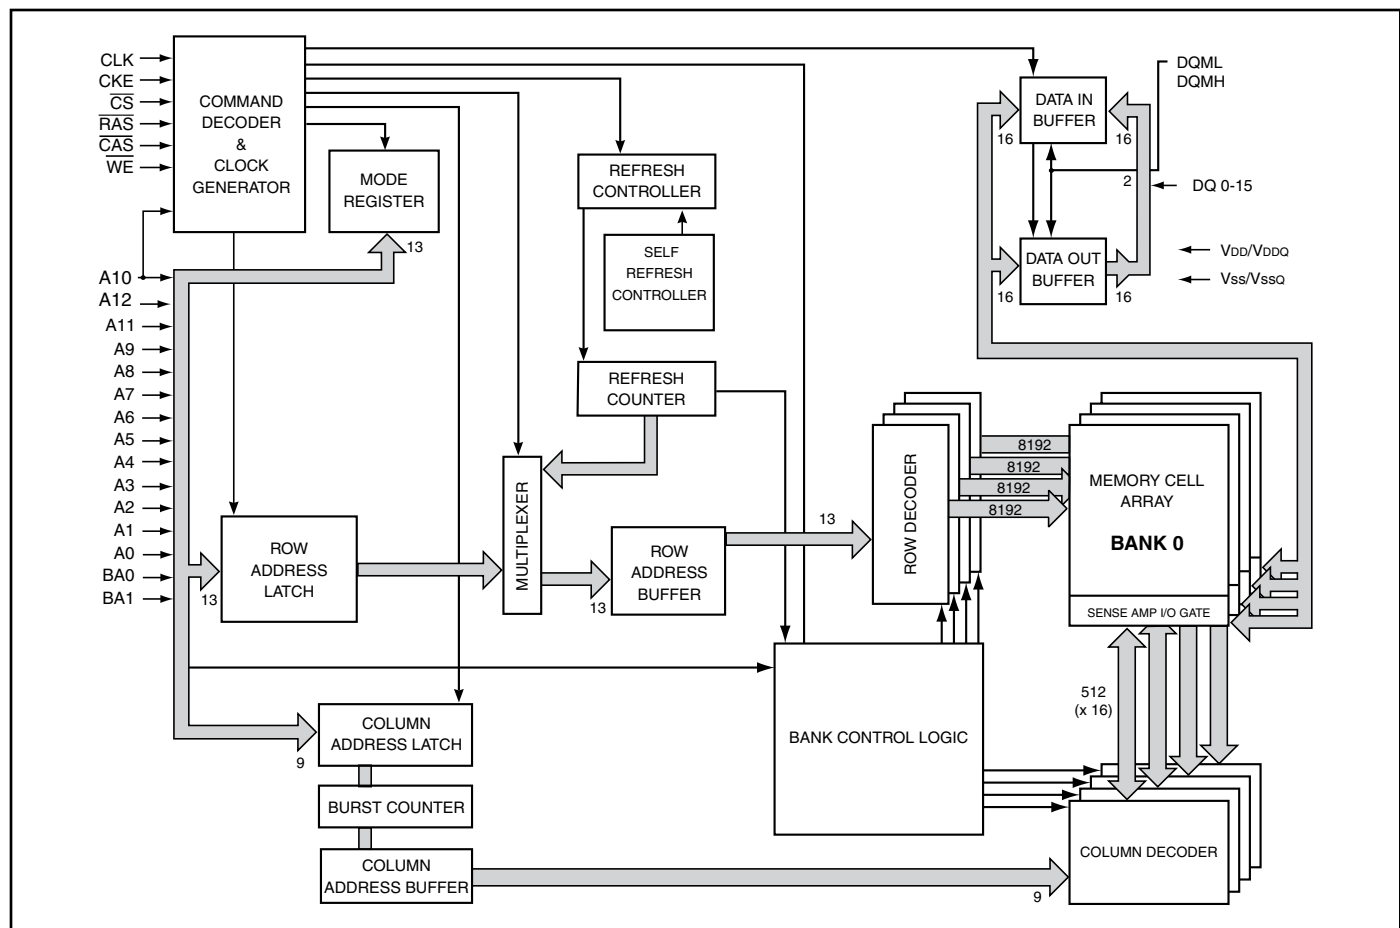 CLK
CKE
CS
RAS
CAS
WE
A10
A12
A11
A9
A8
A7
A6
A5
A4
A3
A2
A1
A0
BA0
BA1
COMMAND
DECODER
&
CLOCK
GENERATOR
MODE
REGISTER
13
REFRESH
CONTROLLER
SELF
REFRESH
CONTROLLER
REFRESH
COUNTER
DATA IN
BUFFER
16
16
DQML
DQMH
2
DQ 0-15
DATA OUT
BUFFER
16
16
VDD/VDDQ
Vss/VssQ
13
ROW
ADDRESS
LATCH
MULTIPLEXER
13
ROW
ADDRESS
BUFFER
13
ROW DECODER
8192
8192
8192
8192
MEMORY CELL
ARRAY
BANK 0
SENSE AMP I/O GATE
512
(x 16)
BANK CONTROL LOGIC
9
COLUMN
ADDRESS LATCH
BURST COUNTER
COLUMN
ADDRESS BUFFER
9
COLUMN DECODER